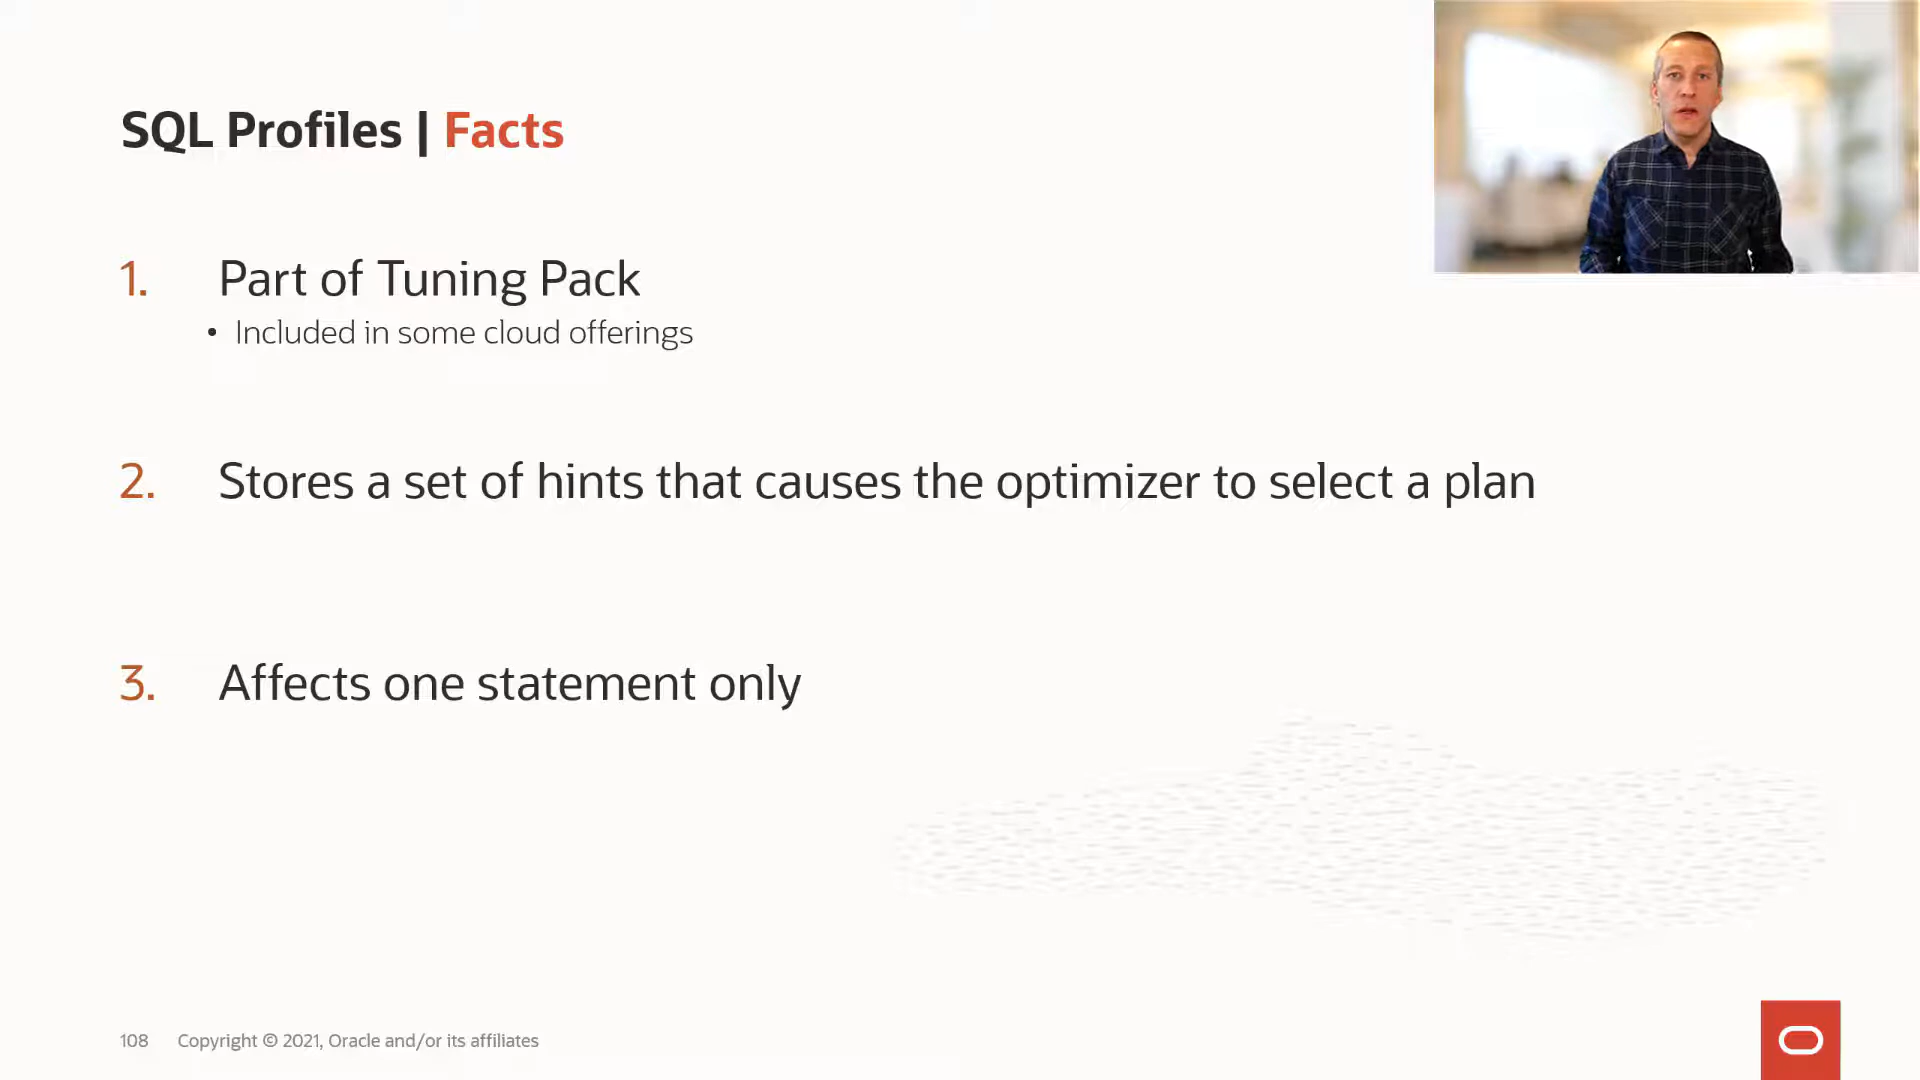 SQL Profiles | Facts
1. Part of Tuning Pack
• Included in some cloud offerings
2. Stores a set of hints that causes the optimizer to select a plan
3. Affects one statement only
108 Copyright © 2021, Oracle and/or its affiliates